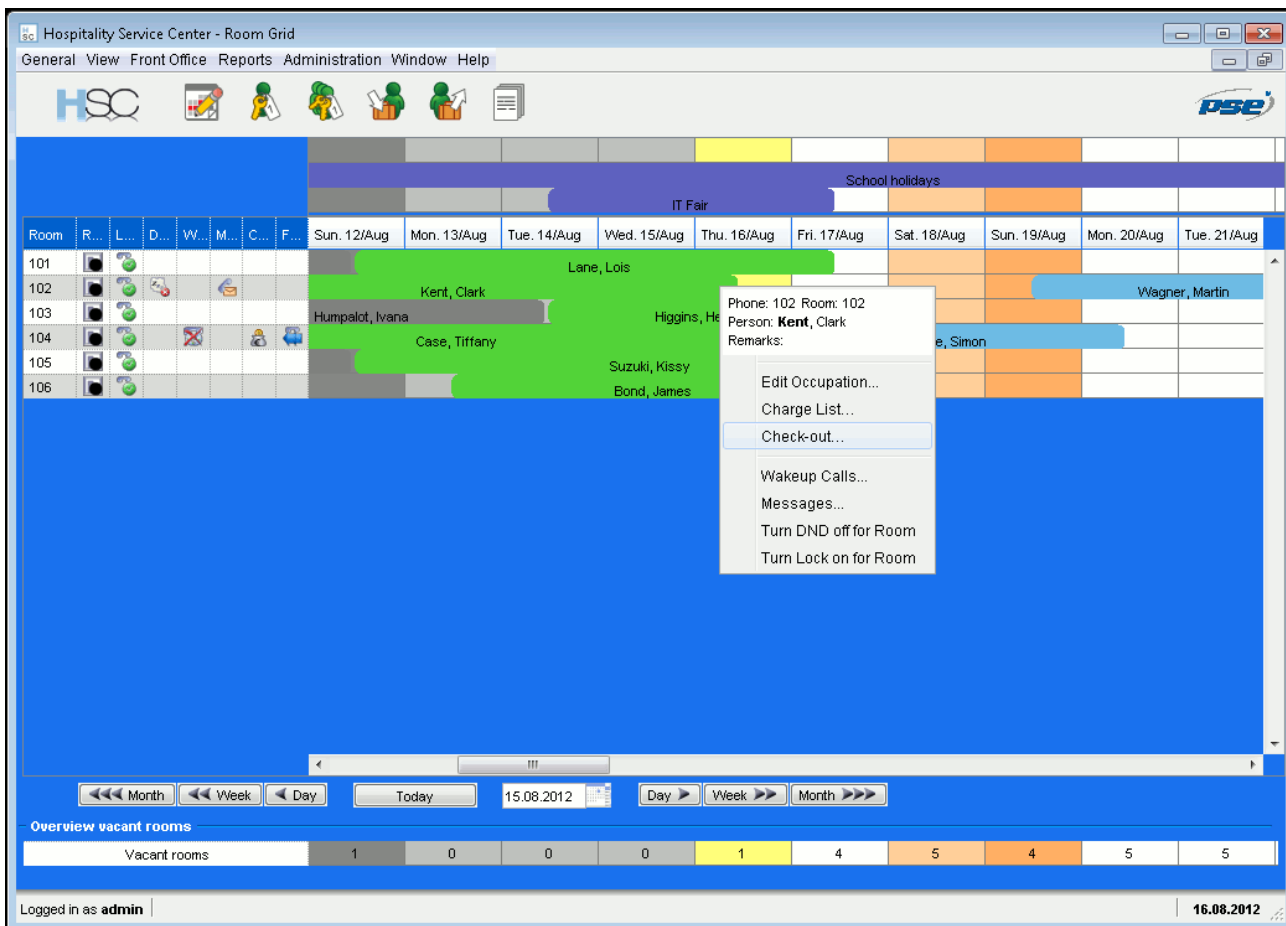 Hospitality Service Center - Room Grid
General View Front Office Reports Administration Window Help
HSC
pse
School holidays
IT Fair
Room R... L... D... W... M... C... F... Sun. 12/Aug Mon. 13/Aug Tue. 14/Aug Wed. 15/Aug Thu. 16/Aug Fri. 17/Aug Sat. 18/Aug Sun. 19/Aug Mon. 20/Aug Tue. 21/Aug
101 Lane, Lois
102 Kent, Clark Wagner, Martin
103 Humpalot, Ivana Higgins, He
104 Case, Tiffany e, Simon
105 Suzuki, Kissy
106 Bond, James
Phone: 102 Room: 102
Person: Kent, Clark
Remarks:
Edit Occupation...
Charge List...
Check-out...
Wakeup Calls...
Messages...
Turn DND off for Room
Turn Lock on for Room
Month Week Day Today 15.08.2012 Day Week Month
Overview vacant rooms
Vacant rooms 1 0 0 0 1 4 5 4 5 5
Logged in as admin 16.08.2012